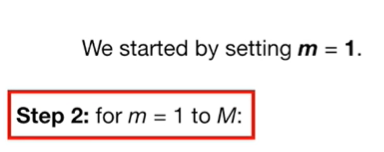 We started by setting m = 1.
Step 2: for m = 1 to M: